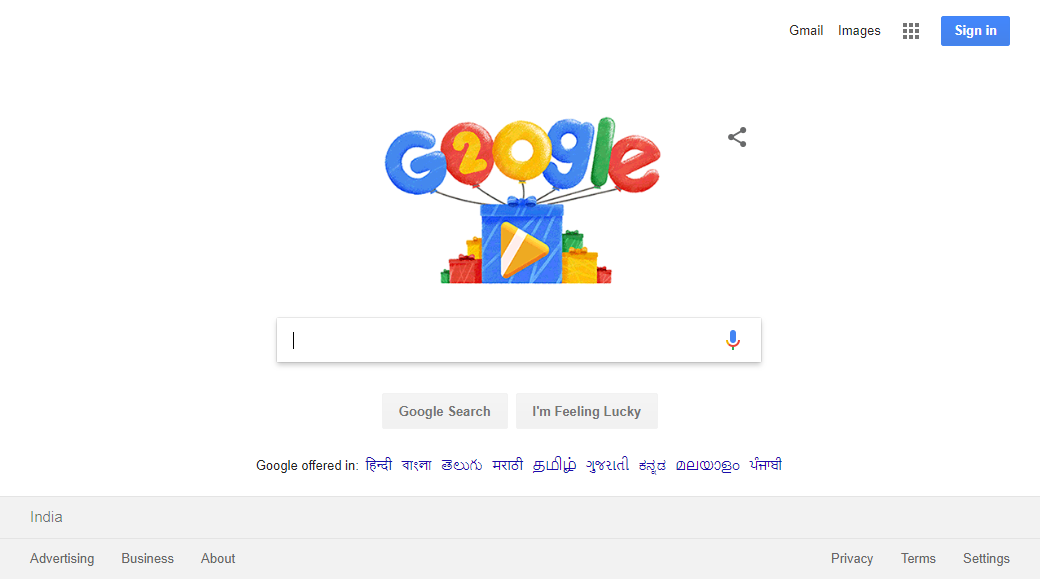 Gmail Images Sign in
G20gle
Google Search I'm Feeling Lucky
Google offered in: हिन्दी বাংলা తెలుగు मराठी தமிழ் ગુજરાતી ಕನ್ನಡ മലയാളം ਪੰਜਾਬੀ
India
Advertising Business About Privacy Terms Settings